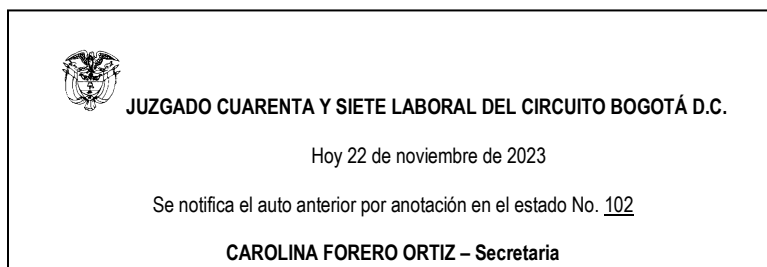 JUZGADO CUARENTA Y SIETE LABORAL DEL CIRCUITO BOGOTÁ D.C.
Hoy 22 de noviembre de 2023
Se notifica el auto anterior por anotación en el estado No. 102
CAROLINA FORERO ORTIZ – Secretaria